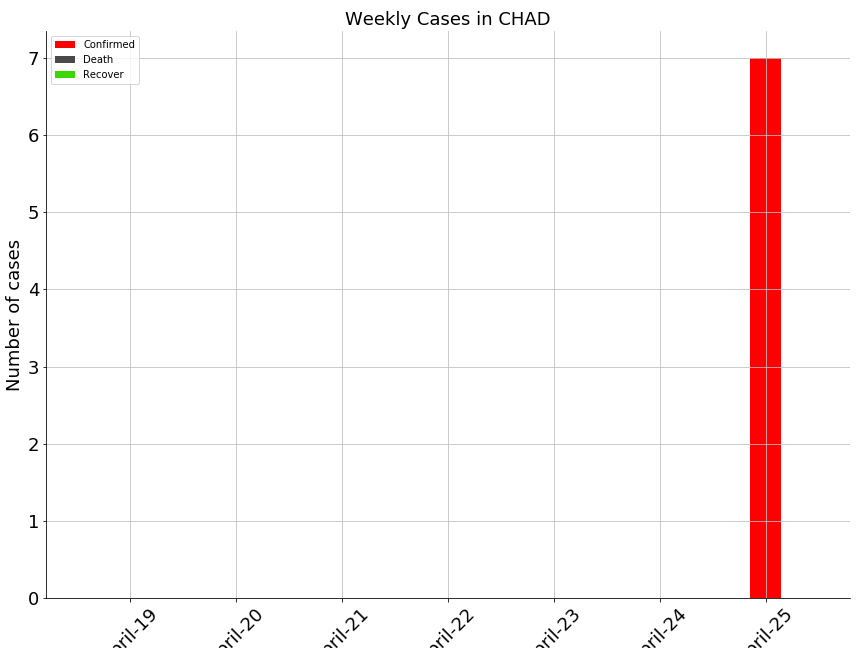 Weekly Cases in CHAD
Confirmed
Death
Recover
Number of cases
7
6
5
4
3
2
1
0
pril-19
pril-20
pril-21
pril-22
pril-23
pril-24
pril-25